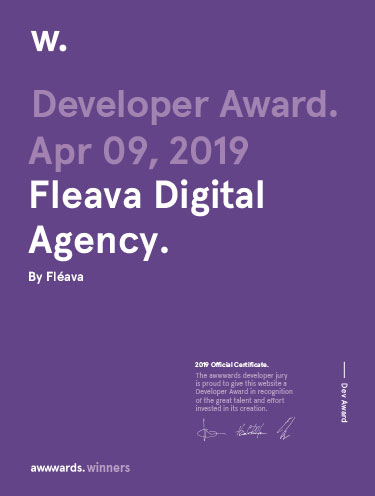 w.
Developer Award.
Apr 09, 2019
Fleava Digital
Agency.
By Fléava
2019 Official Certificate.
The awwwards developer jury
is proud to give this website a
Developer Award in recognition
of the great talent and effort
invested in its creation.
Dev Award
awwwards.winners